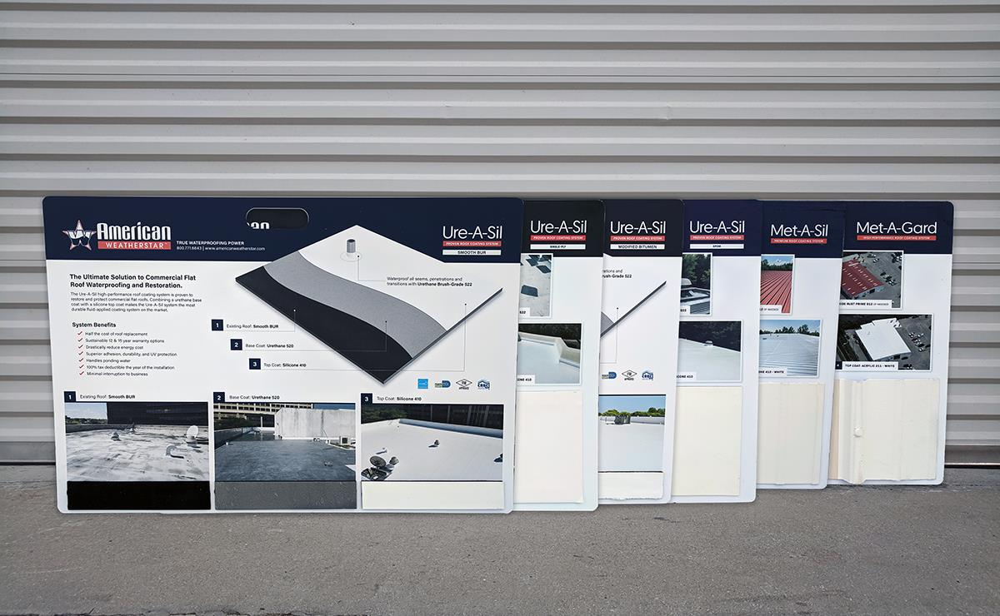 American
WEATHERSTAR
TRUE WATERPROOFING POWER
800.771.6643 | www.americanweatherstar.com
an
Ure-A-Sil
PROVEN ROOF COATING SYSTEM
SMOOTH BUR
The Ultimate Solution to Commercial Flat
Roof Waterproofing and Restoration.
The Ure-A-Sil high-performance roof coating system is proven to
restore and protect commercial flat roofs. Combining a urethane base
coat with a silicone top coat makes the Ure-A-Sil system the most
durable fluid-applied coating system on the market.
System Benefits
Half the cost of roof replacement
Sustainable 12 & 15 year warranty options
Drastically reduce energy cost
Superior adhesion, durability, and UV protection
Handles ponding water
100% tax deductible the year of the installation
Minimal interruption to business
Waterproof all seams, penetrations and
transitions with Urethane Brush-Grade 522
1 Existing Roof: Smooth BUR
2 Base Coat: Urethane 520
3 Top Coat: Silicone 410
1 Existing Roof: Smooth BUR
2 Base Coat: Urethane 520
3 Top Coat: Silicone 410
Ure-A-Sil
PROVEN ROOF COATING SYSTEM
SINGLE-PLY
522
ONE 410
Ure-A-Sil
PROVEN ROOF COATING SYSTEM
MODIFIED BITUMEN
rations and
rush-Grade 522
Ure-A-Sil
PROVEN ROOF COATING SYSTEM
EPDM
ONE 410
Met-A-Sil
PREMIUM ROOF COATING SYSTEM
(IF NEEDED)
ONE 410 - WHITE
Met-A-Gard
HIGH PERFORMANCE ROOF COATING SYSTEM
DE RUST PRIME 912 (IF NEEDED)
TOP COAT: ACRYLIC 211 - WHITE